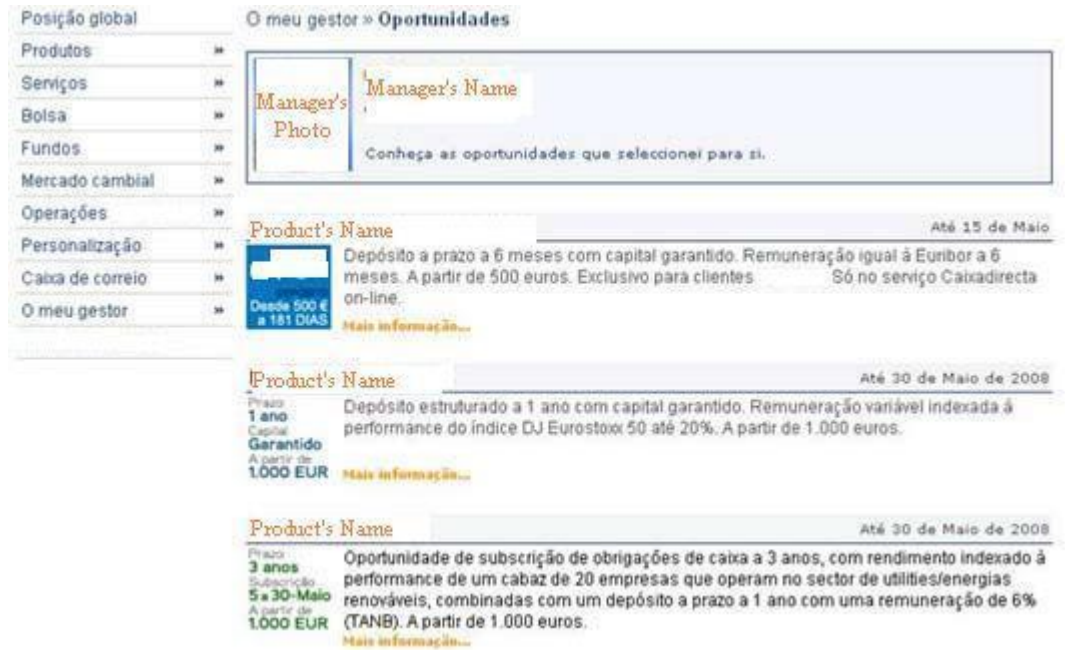 Posição global
Produtos »
Serviços »
Bolsa »
Fundos »
Mercado cambial »
Operações »
Personalização »
Caixa de correio »
O meu gestor »
O meu gestor » Oportunidades
Manager's
Photo
Manager's Name
Conheça as oportunidades que seleccionei para si.
Product's Name
Até 15 de Maio
Desde 500 €
a 181 DIAS
Depósito a prazo a 6 meses com capital garantido. Remuneração igual à Euribor a 6
meses. A partir de 500 euros. Exclusivo para clientes Só no serviço Caixadirecta
on-line.
Mais informação...
Product's Name
Até 30 de Maio de 2008
Prazo
1 ano
Capital
Garantido
A partir de
1.000 EUR
Depósito estruturado a 1 ano com capital garantido. Remuneração variável indexada á
performance do índice DJ Eurostoxx 50 até 20%. A partir de 1.000 euros.
Mais informação...
Product's Name
Até 30 de Maio de 2008
Prazo
3 anos
Subscrição
5 a 30-Maio
A partir de
1.000 EUR
Oportunidade de subscrição de obrigações de caixa a 3 anos, com rendimento indexado à
performance de um cabaz de 20 empresas que operam no sector de utilities/energias
renováveis, combinadas com um depósito a prazo a 1 ano com uma remuneração de 6%
(TANB). A partir de 1.000 euros.
Mais informação...